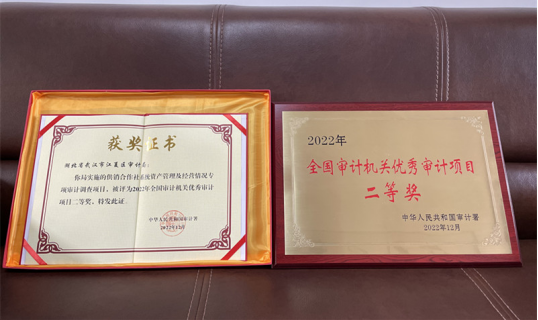 获奖证书
湖北省武汉市江夏区审计局：
你局实施的供销合作社系统资产管理及经营情况专
项审计调查项目，被评为2022年全国审计机关优秀审计
项目二等奖，特发此证。
中华人民共和国审计署
2022年12月
2022年
全国审计机关优秀审计项目
二等奖
中华人民共和国审计署
2022年12月